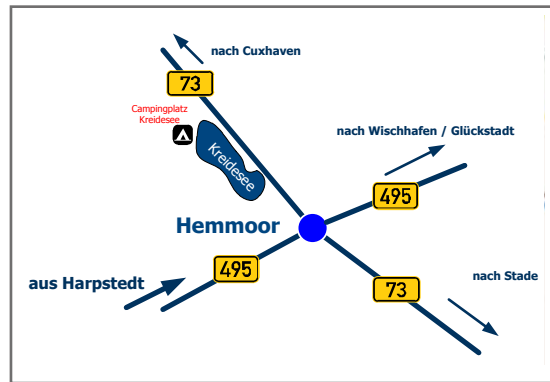 nach Cuxhaven
73
Campingplatz
Kreidesee
Kreidesee
nach Wischhafen / Glückstadt
495
Hemmoor
495
aus Harpstedt
73
nach Stade